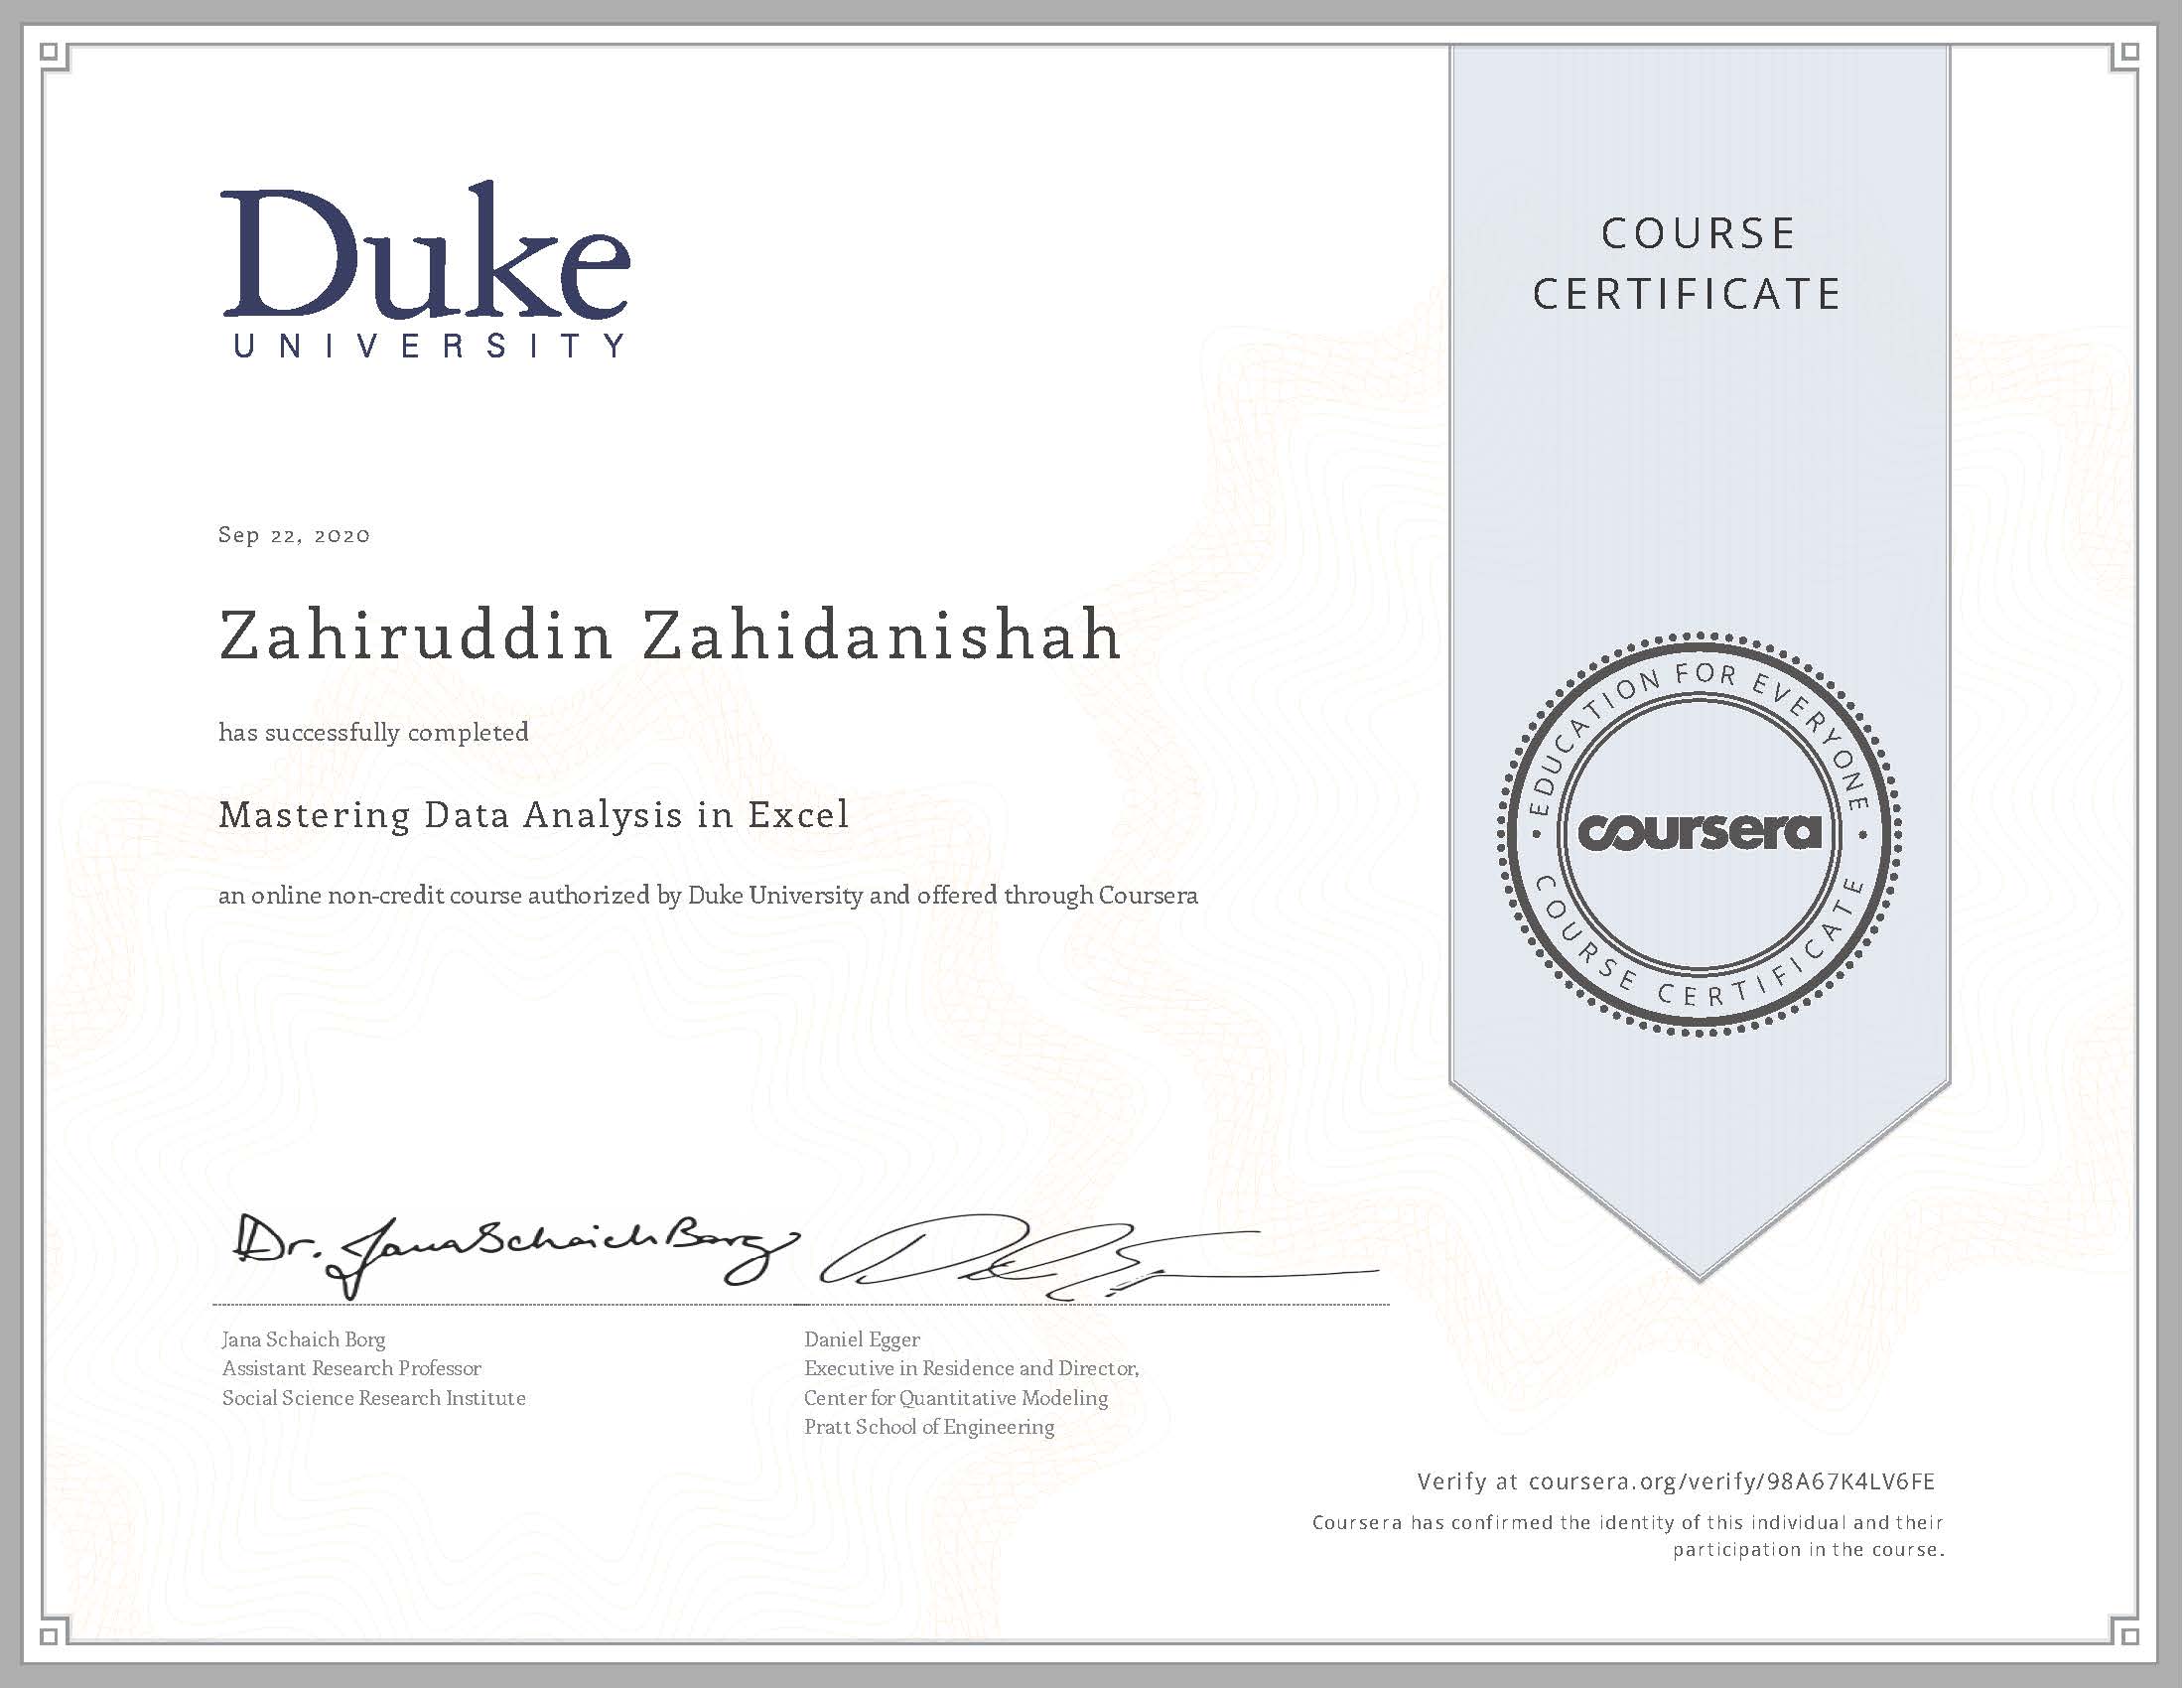 Duke
UNIVERSITY
COURSE
CERTIFICATE
Sep 22, 2020
Zahiruddin Zahidanishah
has successfully completed
Mastering Data Analysis in Excel
an online non-credit course authorized by Duke University and offered through Coursera
EDUCATION FOR EVERYONE
coursera
COURSE CERTIFICATE
Dr. Jana Schaich Borg
Jana Schaich Borg
Assistant Research Professor
Social Science Research Institute
Daniel Egger
Executive in Residence and Director,
Center for Quantitative Modeling
Pratt School of Engineering
Verify at coursera.org/verify/98A67K4LV6FE
Coursera has confirmed the identity of this individual and their
participation in the course.